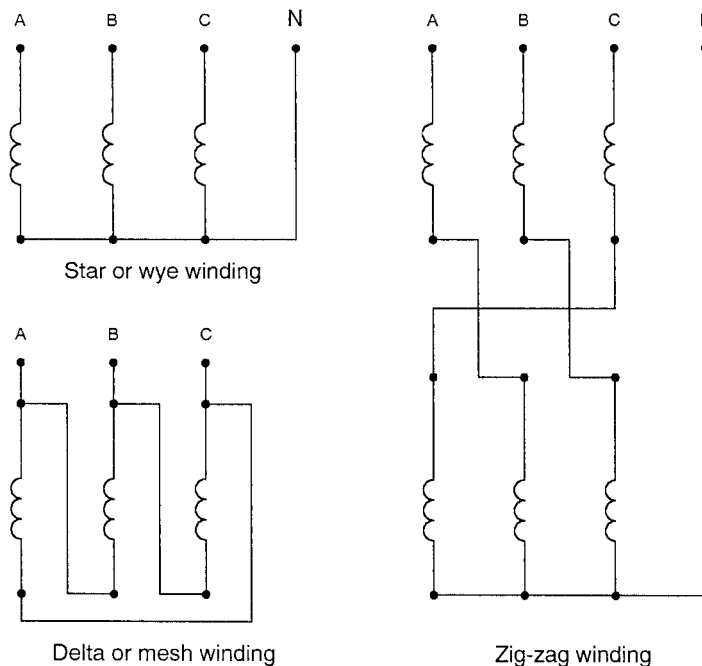 A B C N
Star or wye winding
A B C
Delta or mesh winding
A B C
Zig-zag winding